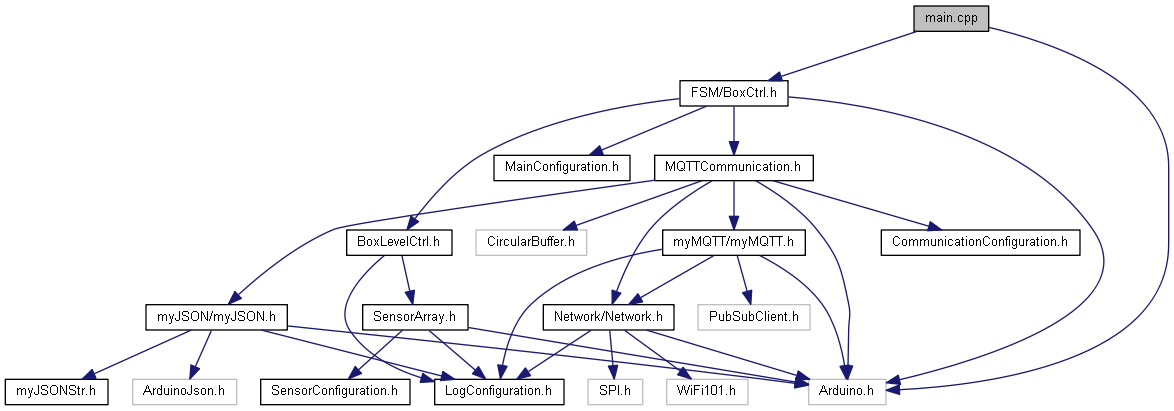 main.cpp
FSM/BoxCtrl.h
MainConfiguration.h
MQTTCommunication.h
BoxLevelCtrl.h
CircularBuffer.h
myMQTT/myMQTT.h
CommunicationConfiguration.h
myJSON/myJSON.h
SensorArray.h
Network/Network.h
PubSubClient.h
myJSONStr.h
ArduinoJson.h
SensorConfiguration.h
LogConfiguration.h
SPI.h
WiFi101.h
Arduino.h